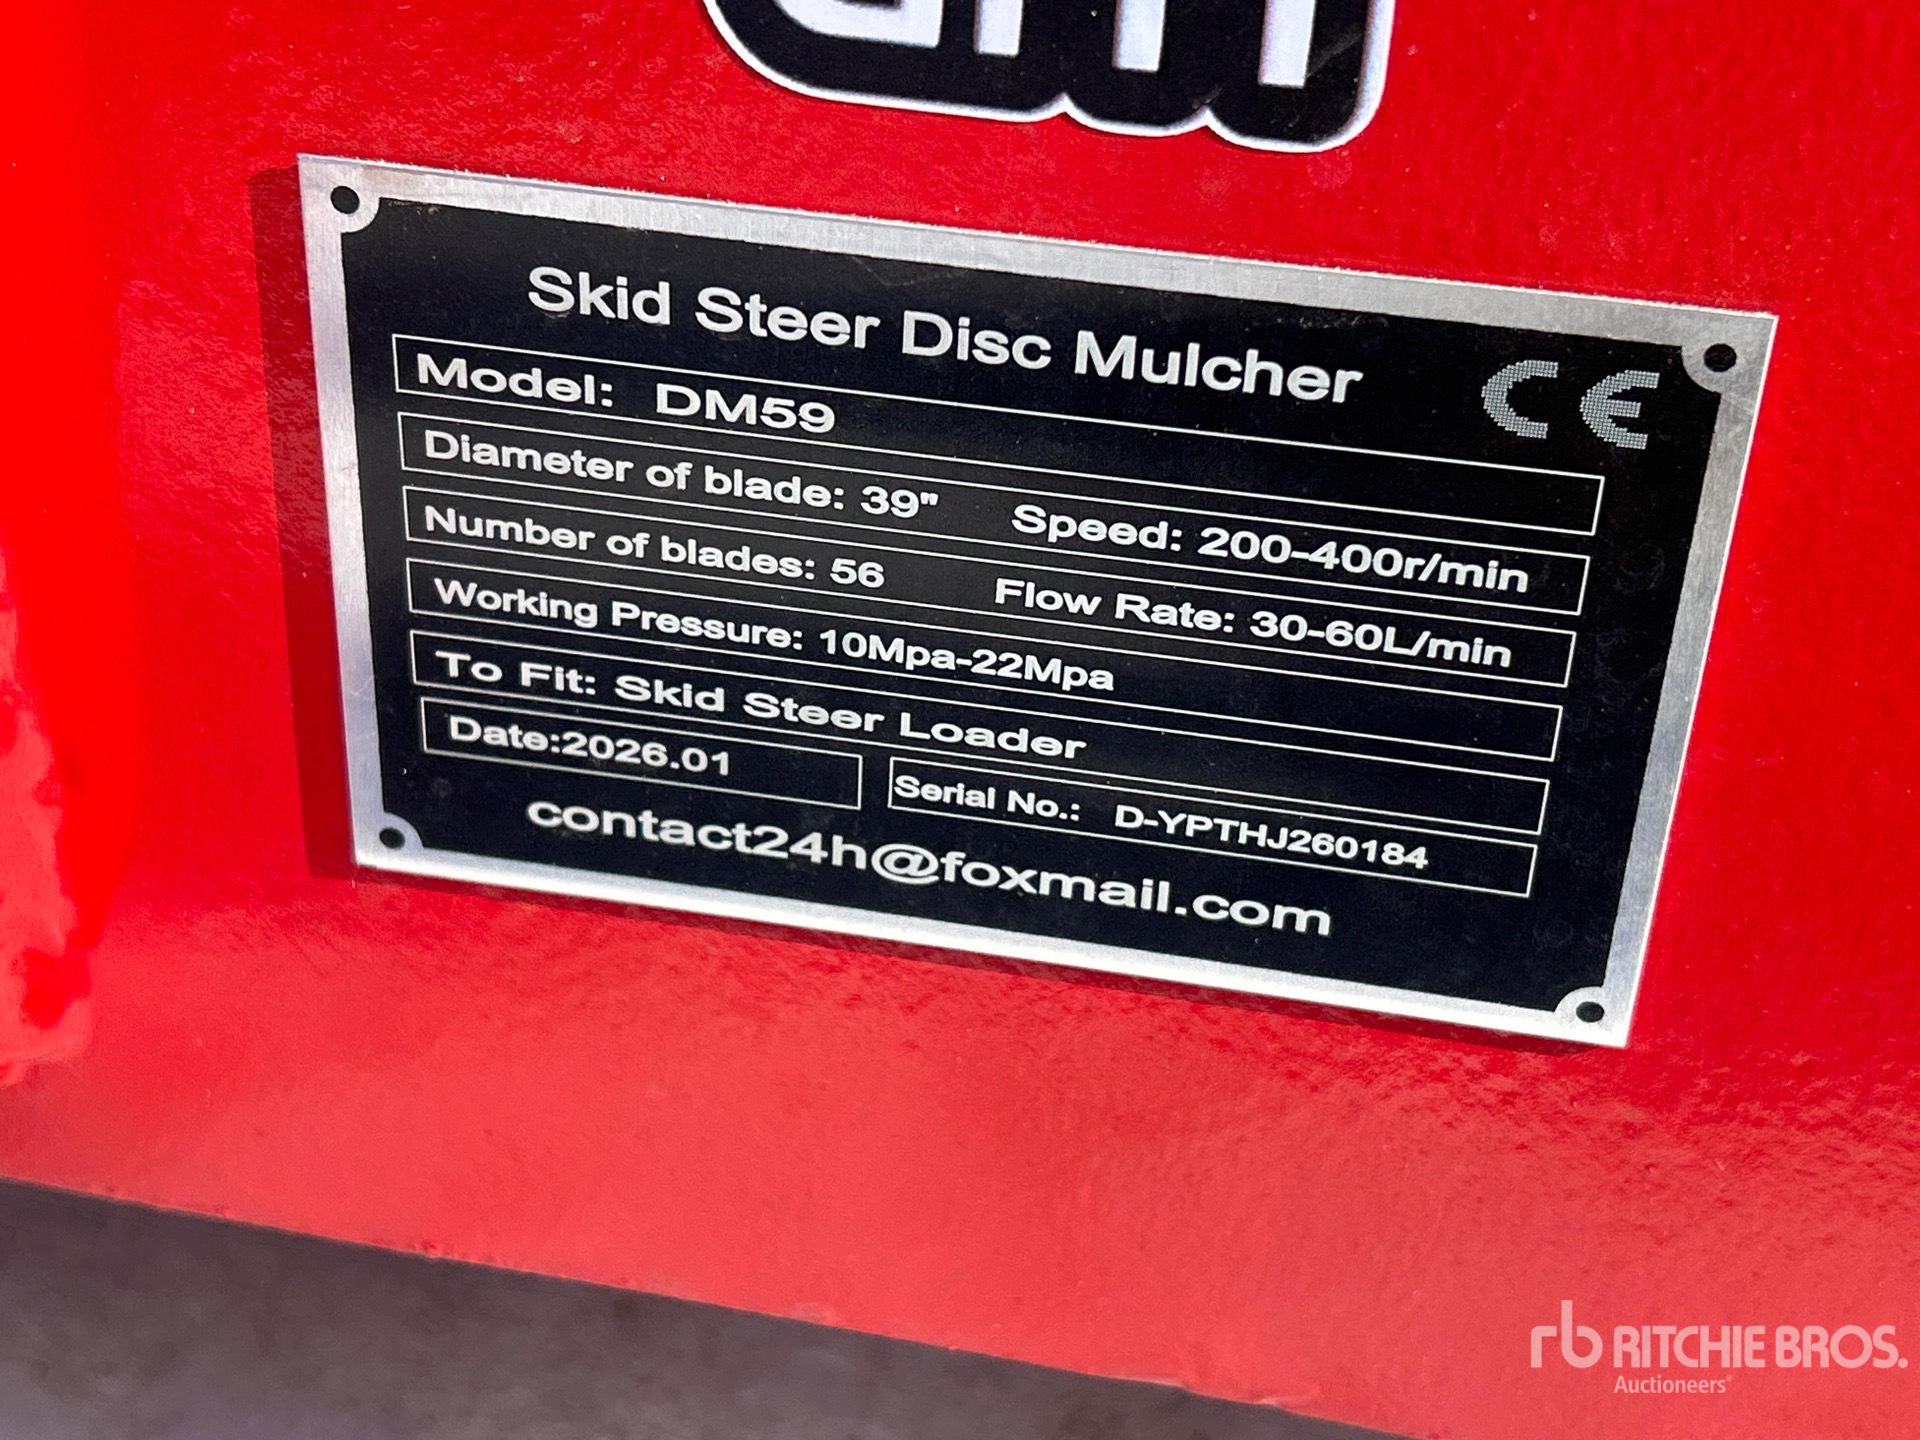 Skid Steer Disc Mulcher
CE
Model: DM59
Diameter of blade: 39" Speed: 200-400r/min
Number of blades: 56 Flow Rate: 30-60L/min
Working Pressure: 10Mpa-22Mpa
To Fit: Skid Steer Loader
Date:2026.01 Serial No.: D-YPTHJ260184
contact24h@foxmail.com
rb RITCHIE BROS.
Auctioneers